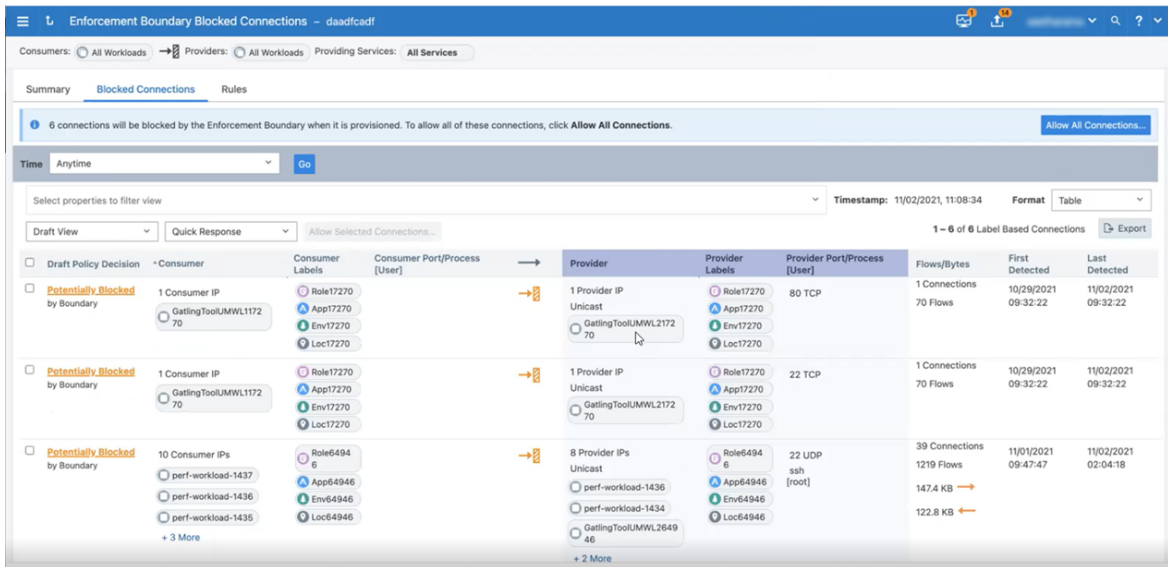 Enforcement Boundary Blocked Connections – daadfcadf
1 14
?
Consumers: All Workloads Providers: All Workloads Providing Services: All Services
Summary Blocked Connections Rules
6 connections will be blocked by the Enforcement Boundary when it is provisioned. To allow all of these connections, click Allow All Connections.
Allow All Connections...
Time Anytime Go
Select properties to filter view
Timestamp: 11/02/2021, 11:08:34 Format Table
Draft View Quick Response Allow Selected Connections...
1 – 6 of 6 Label Based Connections Export
Draft Policy Decision Consumer Consumer Labels Consumer Port/Process [User] Provider Provider Labels Provider Port/Process [User] Flows/Bytes First Detected Last Detected
Potentially Blocked
by Boundary
1 Consumer IP
GatlingToolUMWL1172
70
Role17270
App17270
Env17270
Loc17270
1 Provider IP
Unicast
GatlingToolUMWL2172
70
Role17270
App17270
Env17270
Loc17270
80 TCP
1 Connections
70 Flows
10/29/2021
09:32:22
11/02/2021
09:32:22
Potentially Blocked
by Boundary
1 Consumer IP
GatlingToolUMWL1172
70
Role17270
App17270
Env17270
Loc17270
1 Provider IP
Unicast
GatlingToolUMWL2172
70
Role17270
App17270
Env17270
Loc17270
22 TCP
1 Connections
70 Flows
10/29/2021
09:32:22
11/02/2021
09:32:22
Potentially Blocked
by Boundary
10 Consumer IPs
perf-workload-1437
perf-workload-1436
perf-workload-1435
+ 3 More
Role6494
6
App64946
Env64946
Loc64946
8 Provider IPs
Unicast
perf-workload-1436
perf-workload-1434
GatlingToolUMWL2649
46
+ 2 More
Role6494
6
App64946
Env64946
Loc64946
22 UDP
ssh
[root]
39 Connections
1219 Flows
147.4 KB
122.8 KB
11/01/2021
09:47:47
11/02/2021
02:04:18